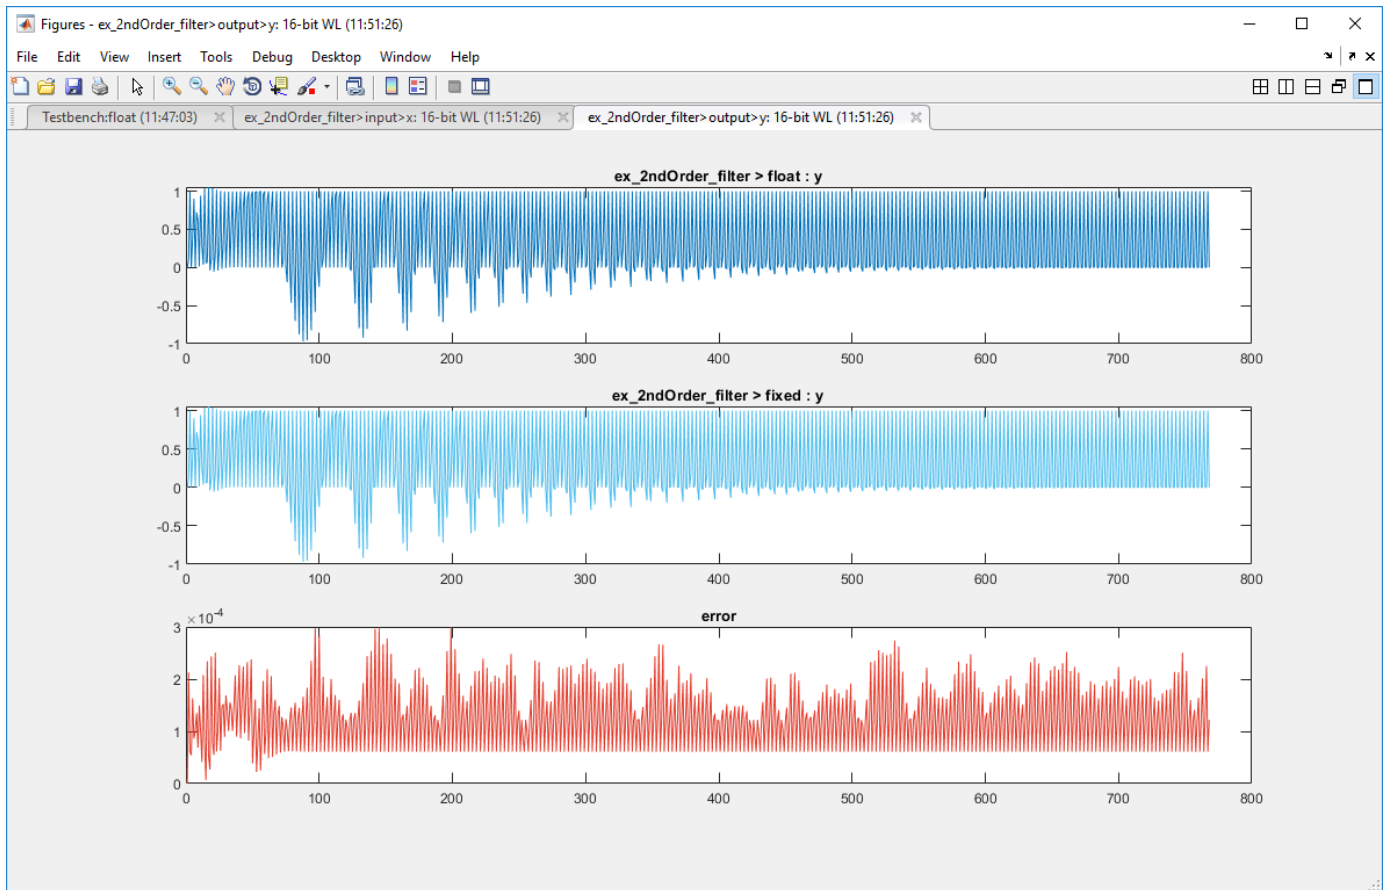 Figures - ex_2ndOrder_filter>output>y: 16-bit WL (11:51:26)
File Edit View Insert Tools Debug Desktop Window Help
Testbench:float (11:47:03) ex_2ndOrder_filter>input>x: 16-bit WL (11:51:26) ex_2ndOrder_filter>output>y: 16-bit WL (11:51:26)
ex_2ndOrder_filter > float : y
1
0.5
0
-0.5
-1
0 100 200 300 400 500 600 700 800
ex_2ndOrder_filter > fixed : y
1
0.5
0
-0.5
-1
0 100 200 300 400 500 600 700 800
×10⁻⁴
error
3
2
1
0
0 100 200 300 400 500 600 700 800